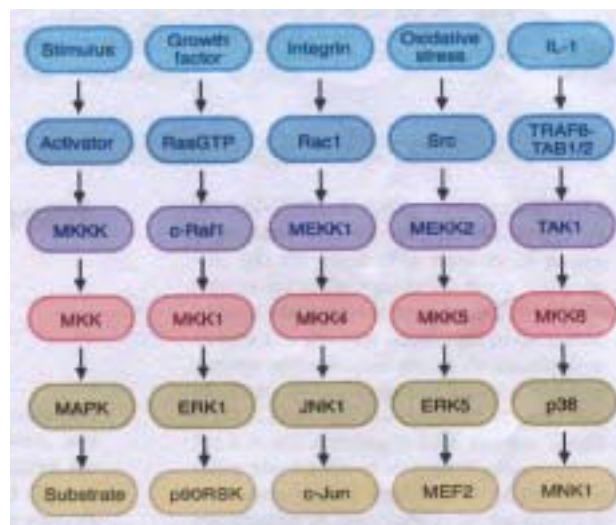 Stimulus
Growth
factor
Integrin
Oxidative
stress
IL-1
Activator
RasGTP
Rac1
Src
TRAF6-
TAB1/2
MKKK
c-Raf1
MEKK1
MEKK2
TAK1
MKK
MKK1
MKK4
MKK5
MAPK
ERK1
JNK1
ERK5
p38
Substrate
p90RSK
c-Jun
MEF2
MNK1